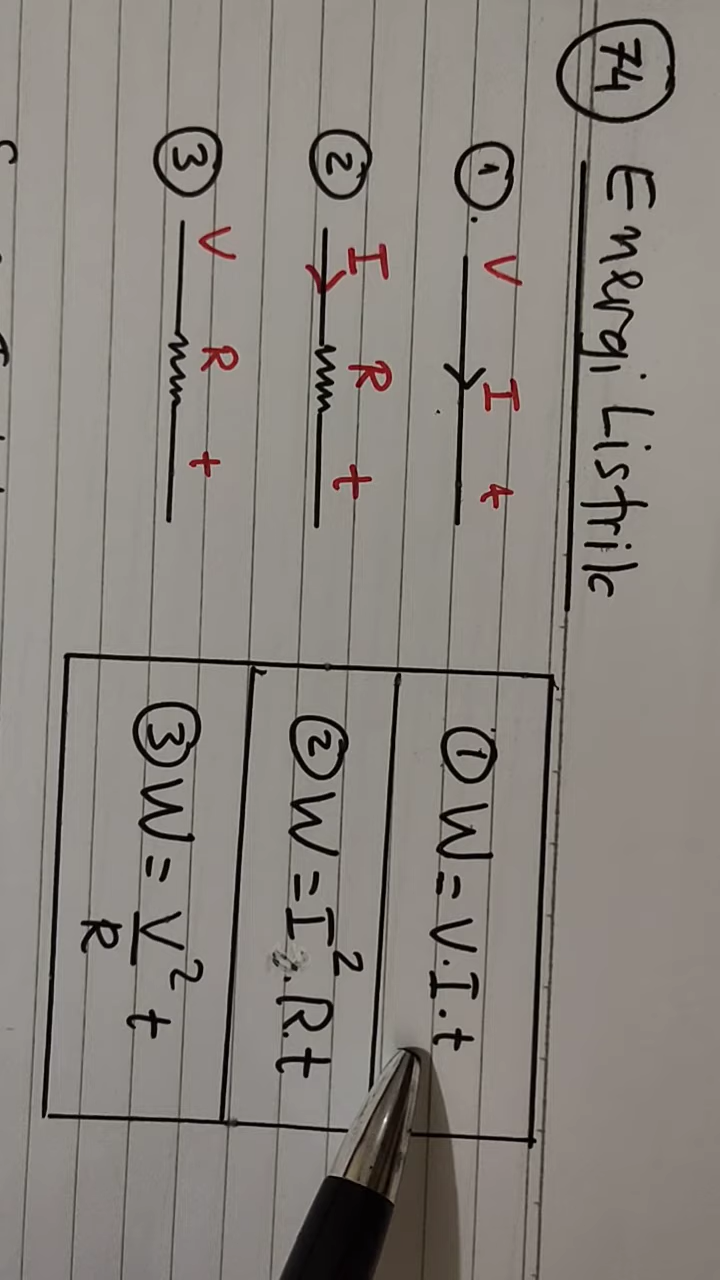 74 Energi Listrik
①. V I t
② I R t
③ V R t
① W = V.I.t
② W = I².R.t
③ W = V²/R t